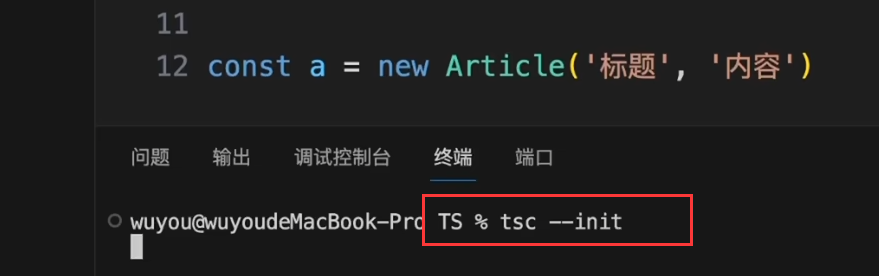 11
12 const a = new Article('标题', '内容')
问题 输出 调试控制台 终端 端口
wuyou@wuyoudeMacBook-Pro TS % tsc --init